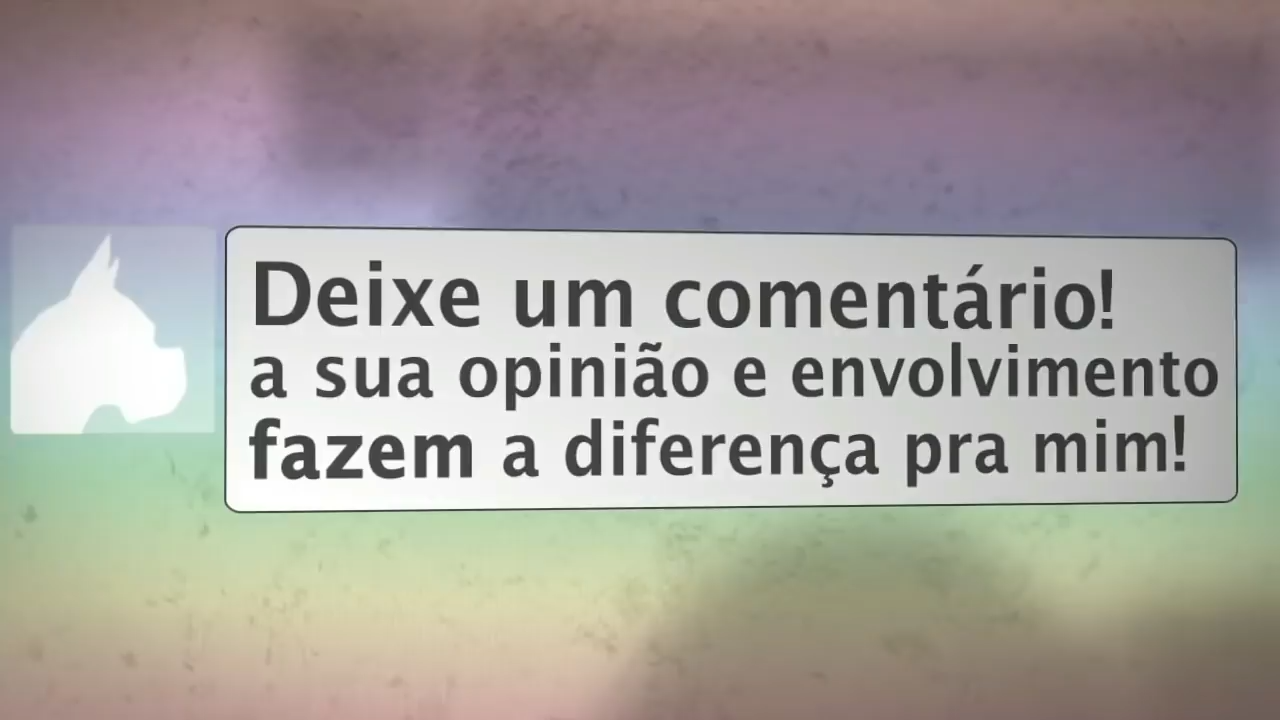 Deixe um comentário!
a sua opinião e envolvimento
fazem a diferença pra mim!